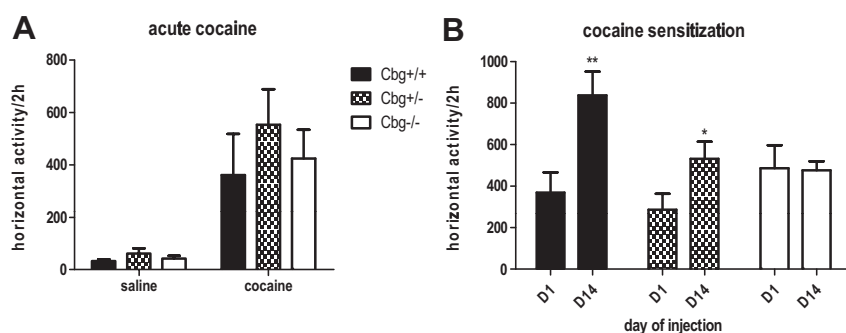 A
acute cocaine
horizontal activity/2h
800
600
400
200
0
saline
cocaine
Cbg+/+
Cbg+/-
Cbg-/-
B
cocaine sensitization
horizontal activity/2h
1000
800
600
400
200
0
**
*
D1
D14
D1
D14
D1
D14
day of injection